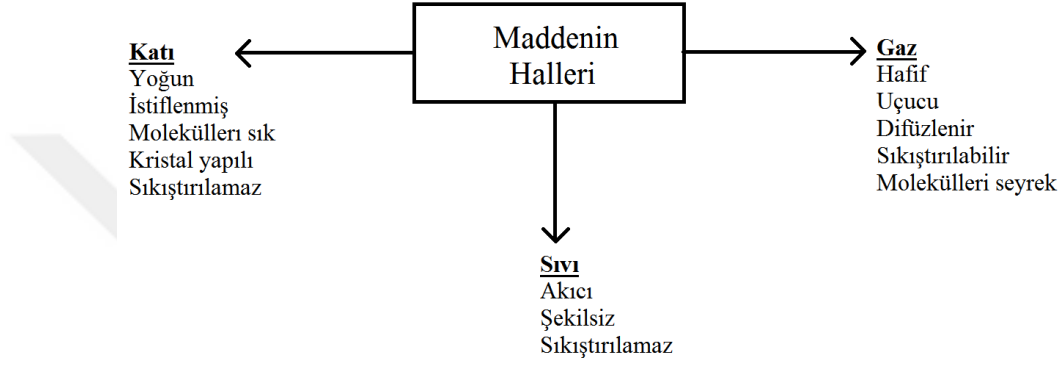 Maddenin
Halleri
Katı
Yoğun
İstiflenmiş
Moleküllerı sık
Kristal yapılı
Sıkıştırılamaz
Sıvı
Akıcı
Şekilsiz
Sıkıştırılamaz
Gaz
Hafif
Uçucu
Difüzlenir
Sıkıştırılabilir
Molekülleri seyrek